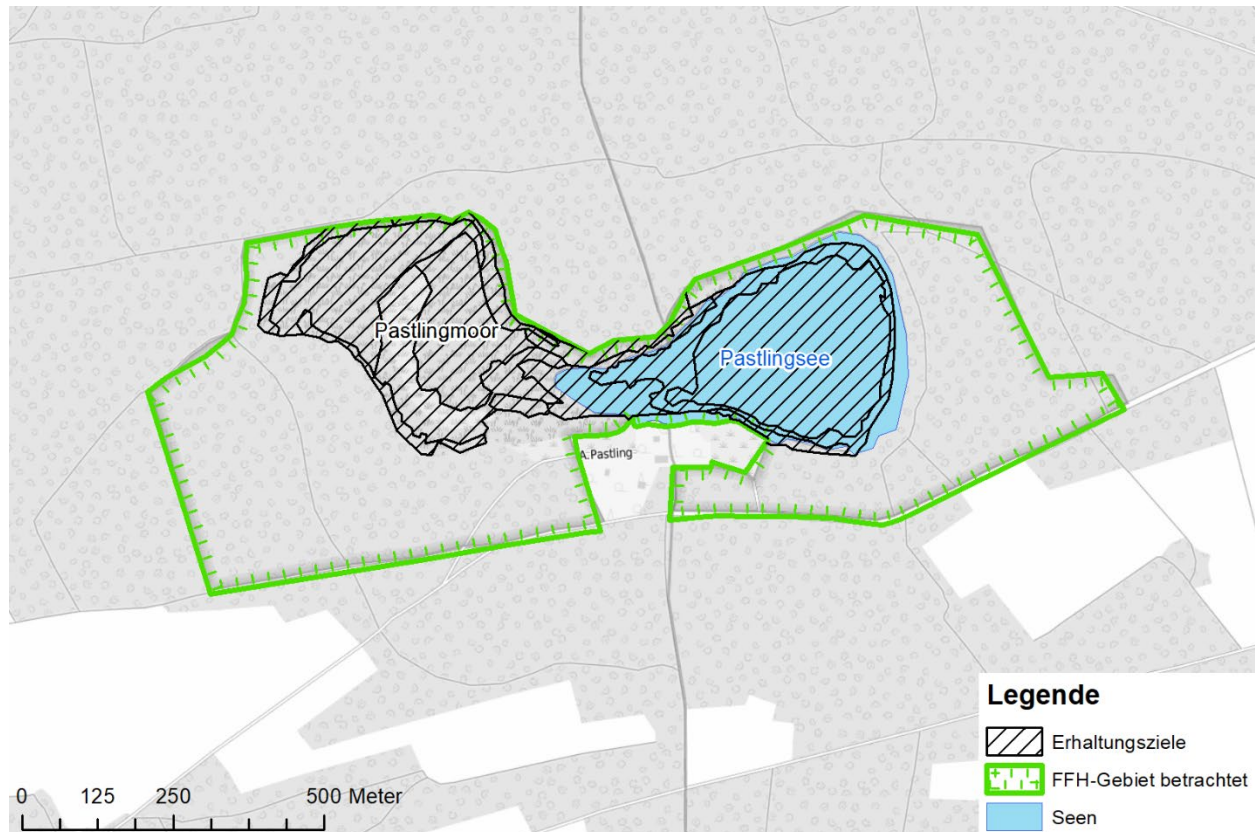 Pastlingmoor
Pastlingsee
A.Pastling
Legende
Erhaltungsziele
FFH-Gebiet betrachtet
Seen
0 125 250 500 Meter